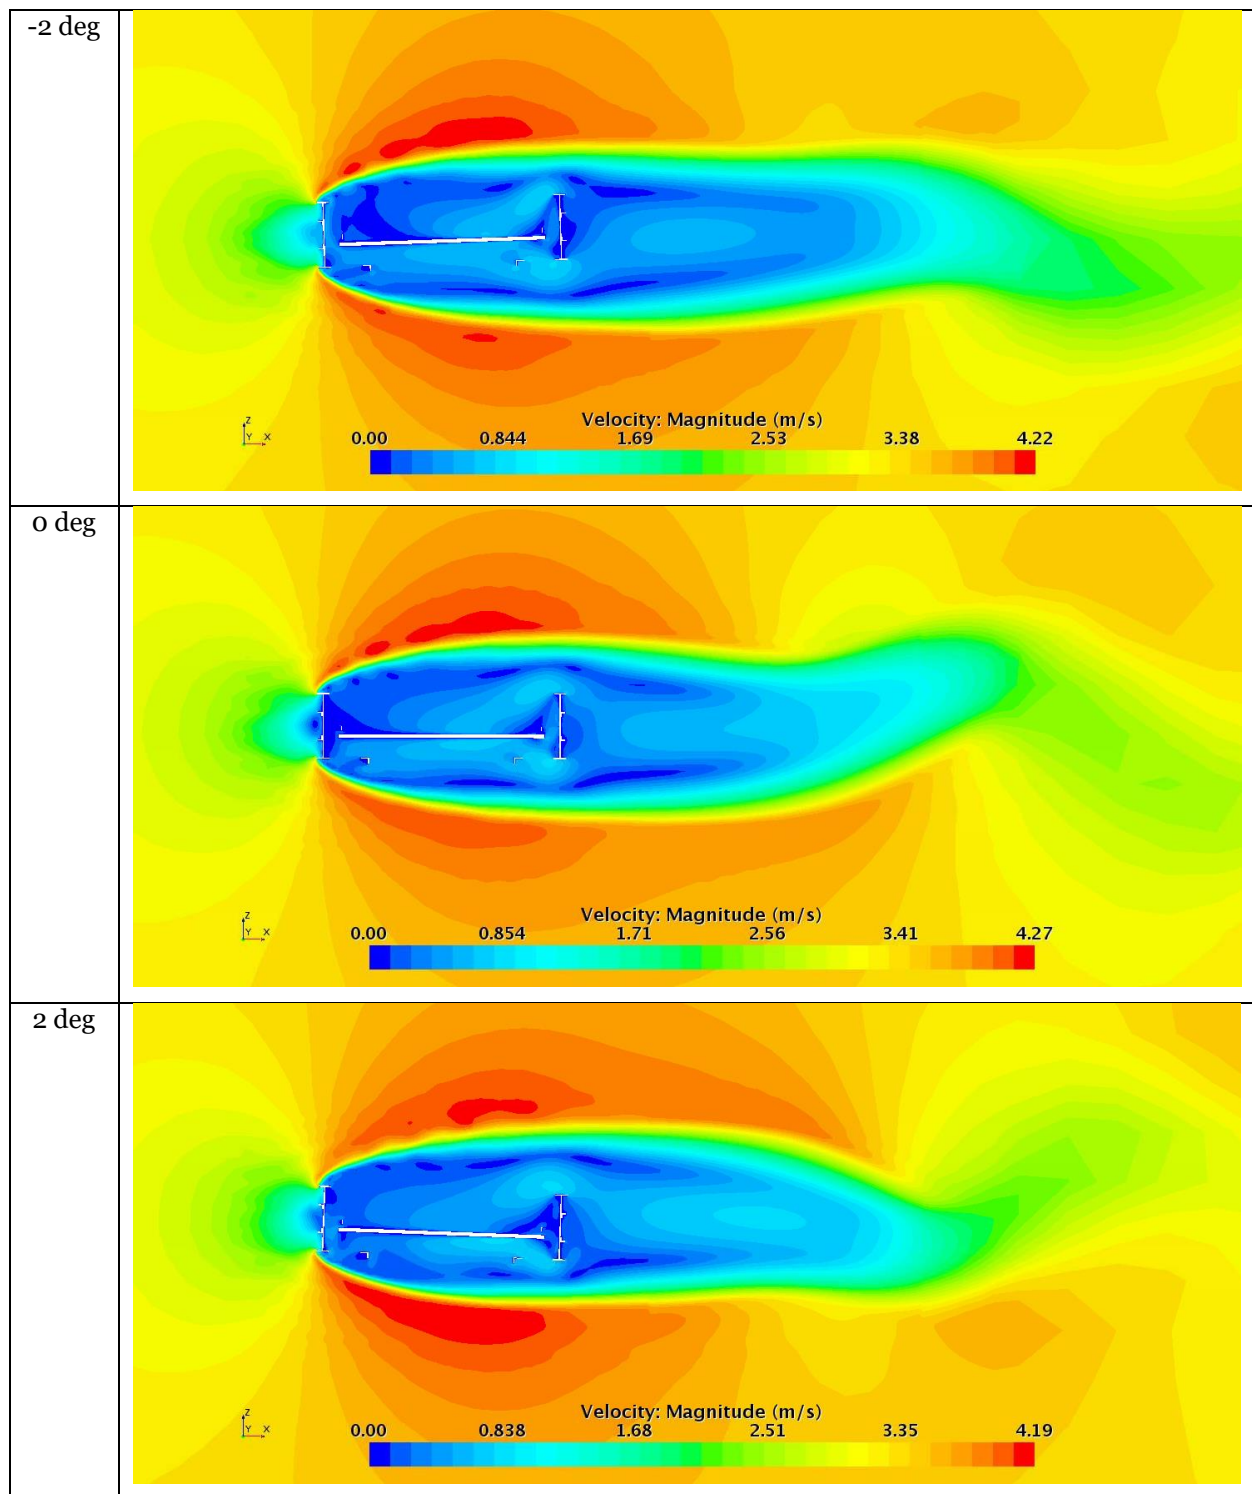 -2 deg
Velocity: Magnitude (m/s)
0.00 0.844 1.69 2.53 3.38 4.22
Z
Y X
0 deg
Velocity: Magnitude (m/s)
0.00 0.854 1.71 2.56 3.41 4.27
Z
Y X
2 deg
Velocity: Magnitude (m/s)
0.00 0.838 1.68 2.51 3.35 4.19
Z
Y X